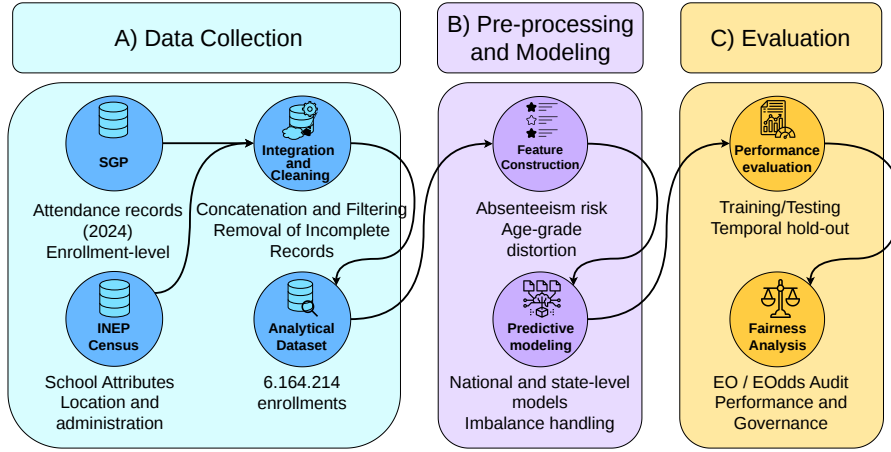 A) Data Collection
SGP
Attendance records
(2024)
Enrollment-level
INEP
Census
School Attributes
Location and
administration
Integration
and
Cleaning
Concatenation and Filtering
Removal of Incomplete
Records
Analytical
Dataset
6.164.214
enrollments
B) Pre-processing
and Modeling
Feature
Construction
Absenteeism risk
Age-grade
distortion
Predictive
modeling
National and state-level
models
Imbalance handling
C) Evaluation
Performance
evaluation
Training/Testing
Temporal hold-out
Fairness
Analysis
EO / EOdds Audit
Performance and
Governance